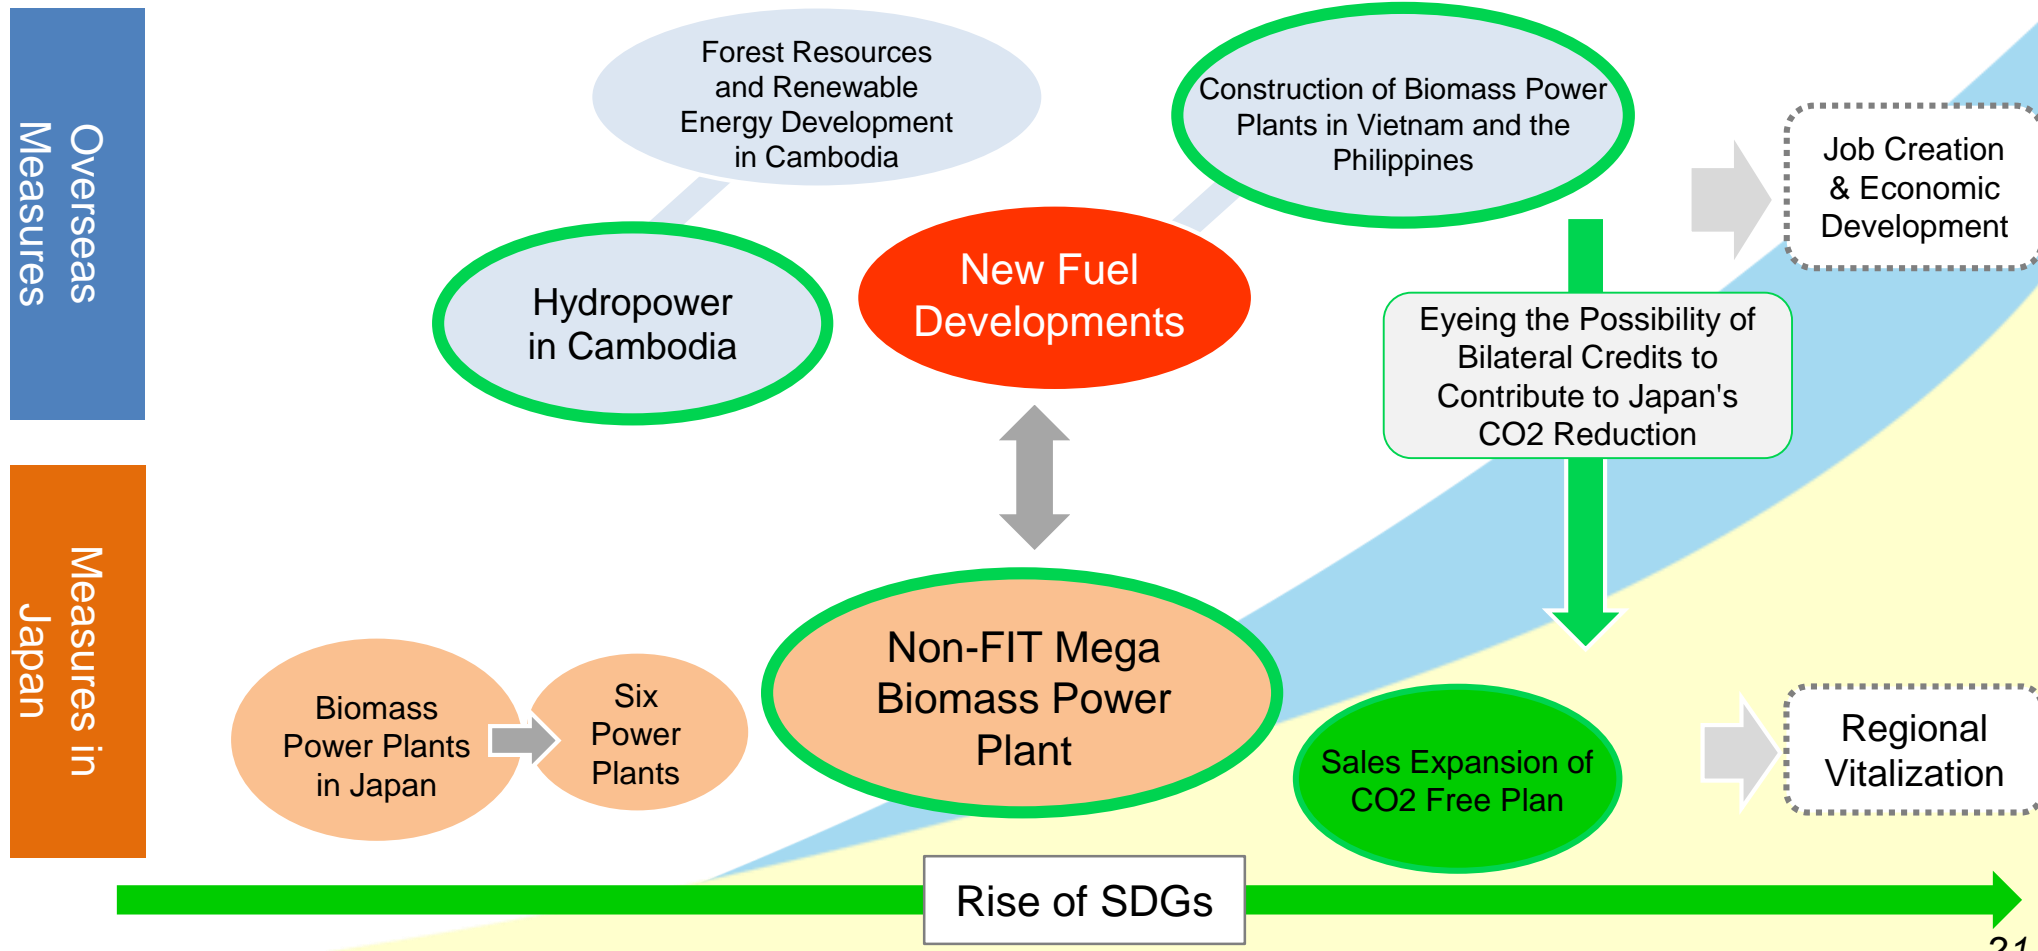 Overseas
Measures
Forest Resources
and Renewable
Energy Development
in Cambodia
Construction of Biomass Power
Plants in Vietnam and the
Philippines
Job Creation
& Economic
Development
Hydropower
in Cambodia
New Fuel
Developments
Eyeing the Possibility of
Bilateral Credits to
Contribute to Japan's
CO2 Reduction
Measures in
Japan
Biomass
Power Plants
in Japan
Six
Power
Plants
Non-FIT Mega
Biomass Power
Plant
Sales Expansion of
CO2 Free Plan
Regional
Vitalization
Rise of SDGs
21